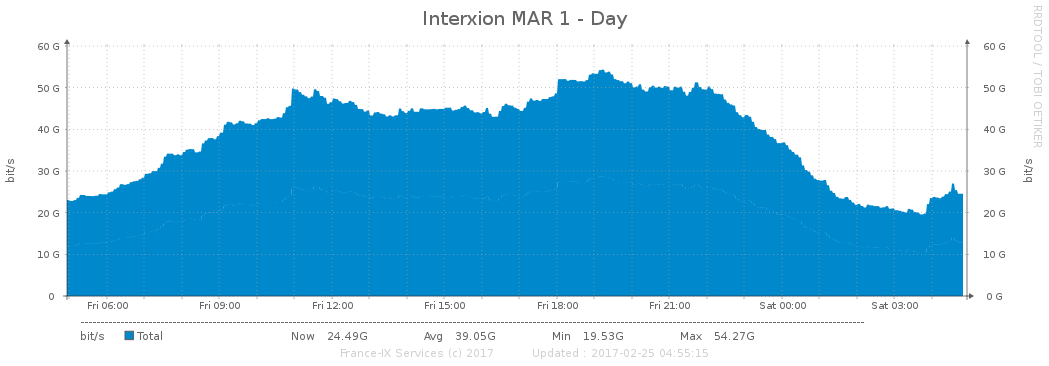 Interxion MAR 1 - Day
RRDTOOL / TOBI OETIKER
60 G 60 G
50 G 50 G
40 G 40 G
30 G 30 G
20 G 20 G
10 G 10 G
0 0 G
bit/s
bit/s
Fri 06:00 Fri 09:00 Fri 12:00 Fri 15:00 Fri 18:00 Fri 21:00 Sat 00:00 Sat 03:00
bit/s Total Now 24.49G Avg 39.05G Min 19.53G Max 54.27G
France-IX Services (c) 2017 Updated : 2017-02-25 04:55:15